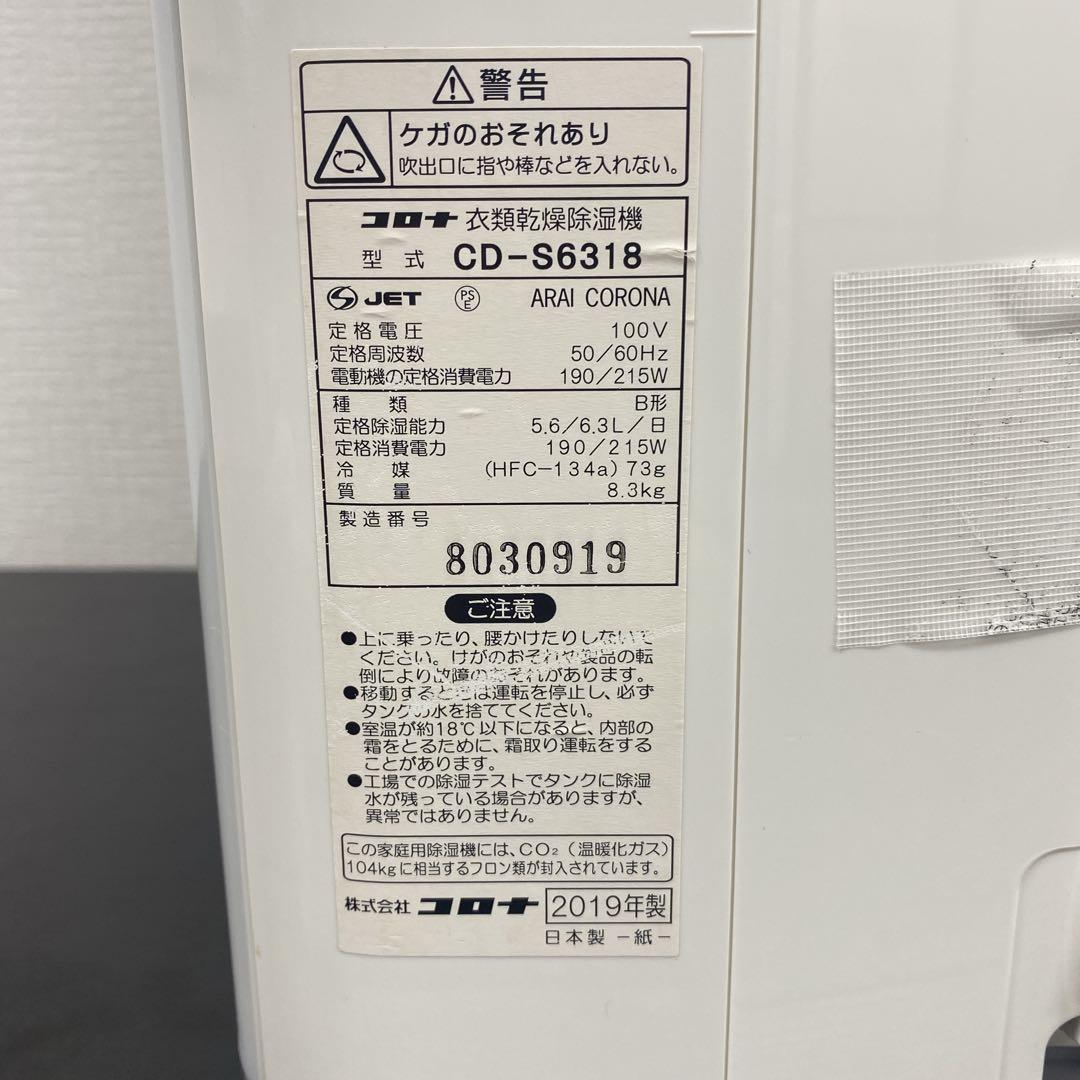 警告
ケガのおそれあり
吹出口に指や棒などを入れない。
コロナ 衣類乾燥除湿機
型式 CD-S6318
S JET PSE ARAI CORONA
定格電圧 100V
定格周波数 50/60Hz
電動機の定格消費電力 190/215W
種類 B形
定格除湿能力 5.6/6.3L/日
定格消費電力 190/215W
冷媒 (HFC-134a) 73g
質量 8.3kg
製造番号
8030919
ご注意
●上に乗ったり、腰かけたりしないで
ください。けがのおそれや製品の転
倒により故障のおそれがあります。
●移動するときは運転を停止し、必ず
タンクの水を捨ててください。
●室温が約18℃以下になると、内部の
霜をとるために、霜取り運転をする
ことがあります。
●工場での除湿テストでタンクに除湿
水が残っている場合がありますが、
異常ではありません。
この家庭用除湿機には、CO₂(温暖化ガス)
104kgに相当するフロン類が封入されています。
株式会社 コロナ 2019年製
日本製 -紙-